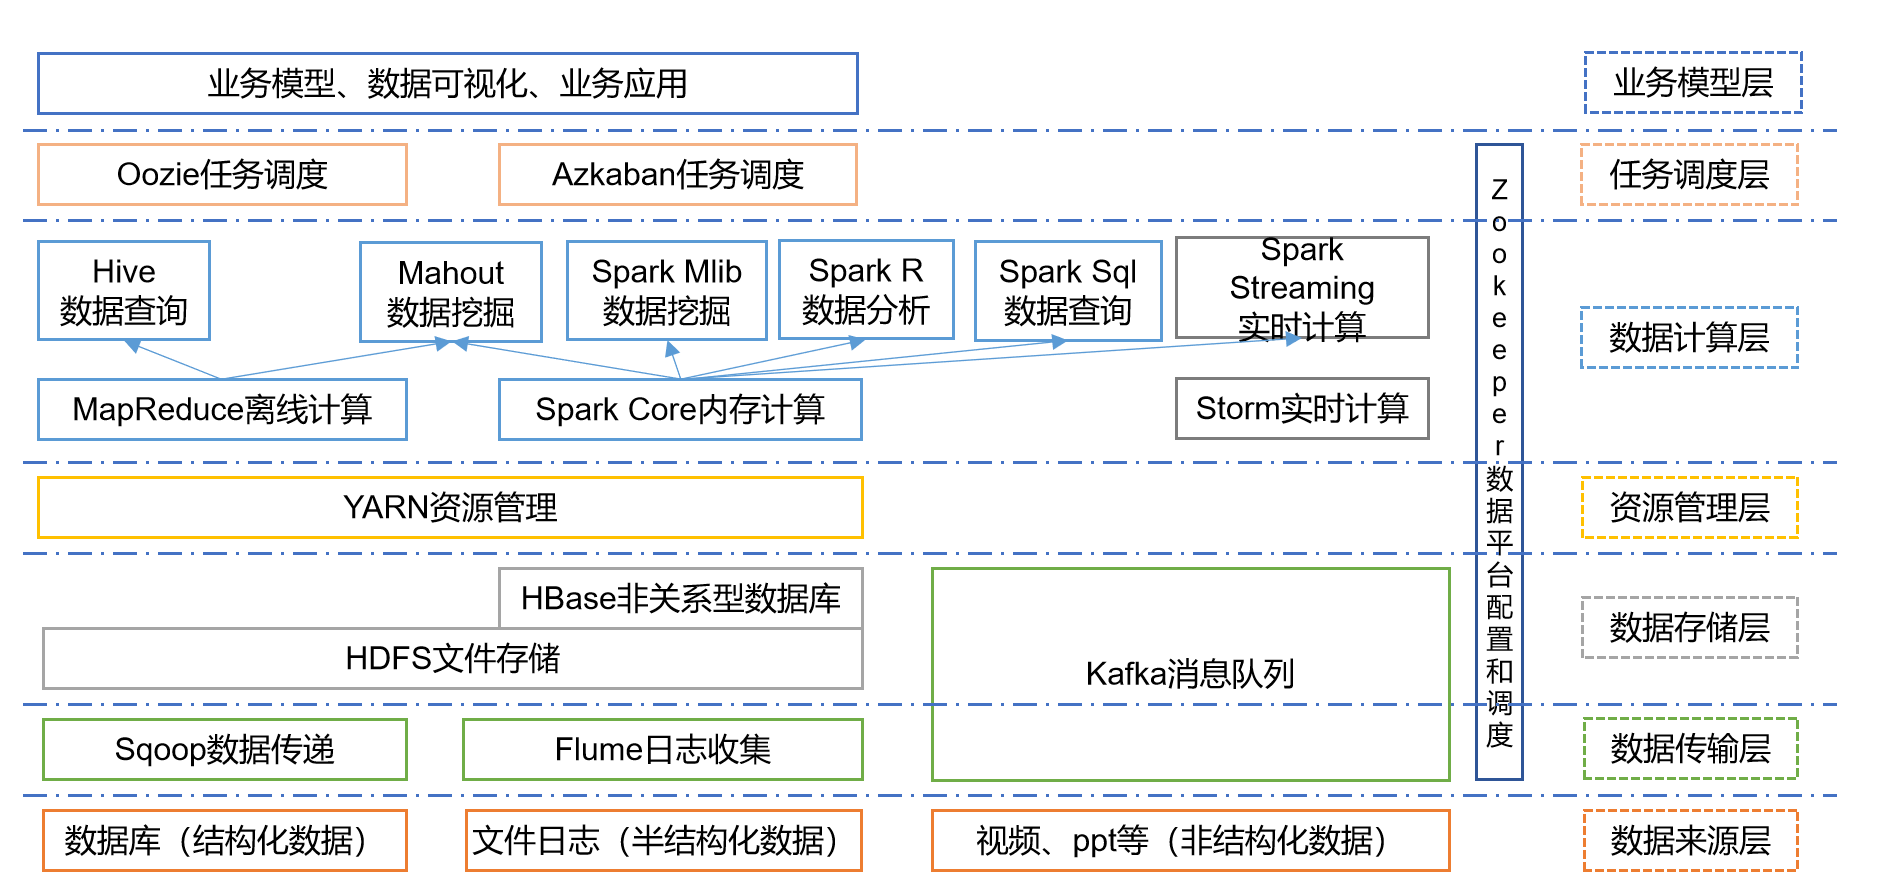 业务模型、数据可视化、业务应用
业务模型层
Oozie任务调度
Azkaban任务调度
任务调度层
Hive
数据查询
Mahout
数据挖掘
Spark Mlib
数据挖掘
Spark R
数据分析
Spark Sql
数据查询
Spark
Streaming
实时计算
数据计算层
MapReduce离线计算
Spark Core内存计算
Storm实时计算
Zookeeper数据平台配置和调度
YARN资源管理
资源管理层
HBase非关系型数据库
HDFS文件存储
Kafka消息队列
数据存储层
Sqoop数据传递
Flume日志收集
数据传输层
数据库（结构化数据）
文件日志（半结构化数据）
视频、ppt等（非结构化数据）
数据来源层